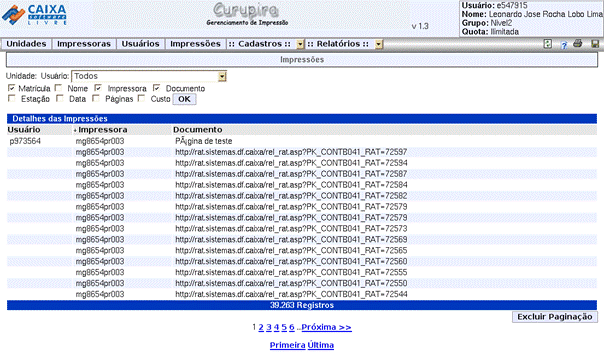 CAIXA
software
LIVRE
Curupira
Gerenciamento de Impressão
v 1.3
Usuário: e547915
Nome: Leonardo Jose Rocha Lobo Lima
Grupo: Nivel2
Quota: Ilimitada
Unidades Impressoras Usuários Impressões :: Cadastros :: :: Relatórios ::
Impressões
Unidade: Usuário: Todos
Matrícula Nome Impressora Documento
Estação Data Páginas Custo OK
Detalhes das Impressões
Usuário Impressora Documento
p973564 mg8654pr003 PÃ¡gina de teste
mg8654pr003 http://rat.sistemas.df.caixa/rel_rat.asp?PK_CONTB041_RAT=72597
mg8654pr003 http://rat.sistemas.df.caixa/rel_rat.asp?PK_CONTB041_RAT=72594
mg8654pr003 http://rat.sistemas.df.caixa/rel_rat.asp?PK_CONTB041_RAT=72587
mg8654pr003 http://rat.sistemas.df.caixa/rel_rat.asp?PK_CONTB041_RAT=72584
mg8654pr003 http://rat.sistemas.df.caixa/rel_rat.asp?PK_CONTB041_RAT=72582
mg8654pr003 http://rat.sistemas.df.caixa/rel_rat.asp?PK_CONTB041_RAT=72579
mg8654pr003 http://rat.sistemas.df.caixa/rel_rat.asp?PK_CONTB041_RAT=72579
mg8654pr003 http://rat.sistemas.df.caixa/rel_rat.asp?PK_CONTB041_RAT=72573
mg8654pr003 http://rat.sistemas.df.caixa/rel_rat.asp?PK_CONTB041_RAT=72569
mg8654pr003 http://rat.sistemas.df.caixa/rel_rat.asp?PK_CONTB041_RAT=72565
mg8654pr003 http://rat.sistemas.df.caixa/rel_rat.asp?PK_CONTB041_RAT=72560
mg8654pr003 http://rat.sistemas.df.caixa/rel_rat.asp?PK_CONTB041_RAT=72555
mg8654pr003 http://rat.sistemas.df.caixa/rel_rat.asp?PK_CONTB041_RAT=72550
mg8654pr003 http://rat.sistemas.df.caixa/rel_rat.asp?PK_CONTB041_RAT=72544
39.263 Registros
Excluir Paginação
1 2 3 4 5 6 ..Próxima >>
Primeira Última